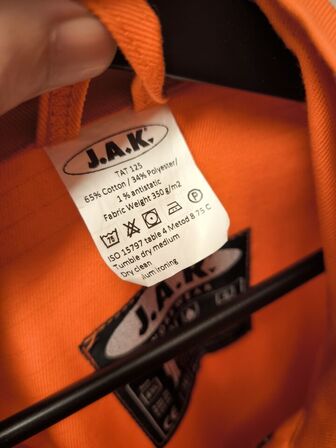 J.A.K.
TAT 125
65% Cotton / 34% Polyester/
1 % antistatic
Fabric Weight 350 g/m2
75 P
ISO 15797 table 4 Metod 8 75 C
Tumble dry medium
Dry clean
ium ironing
J.A.K.